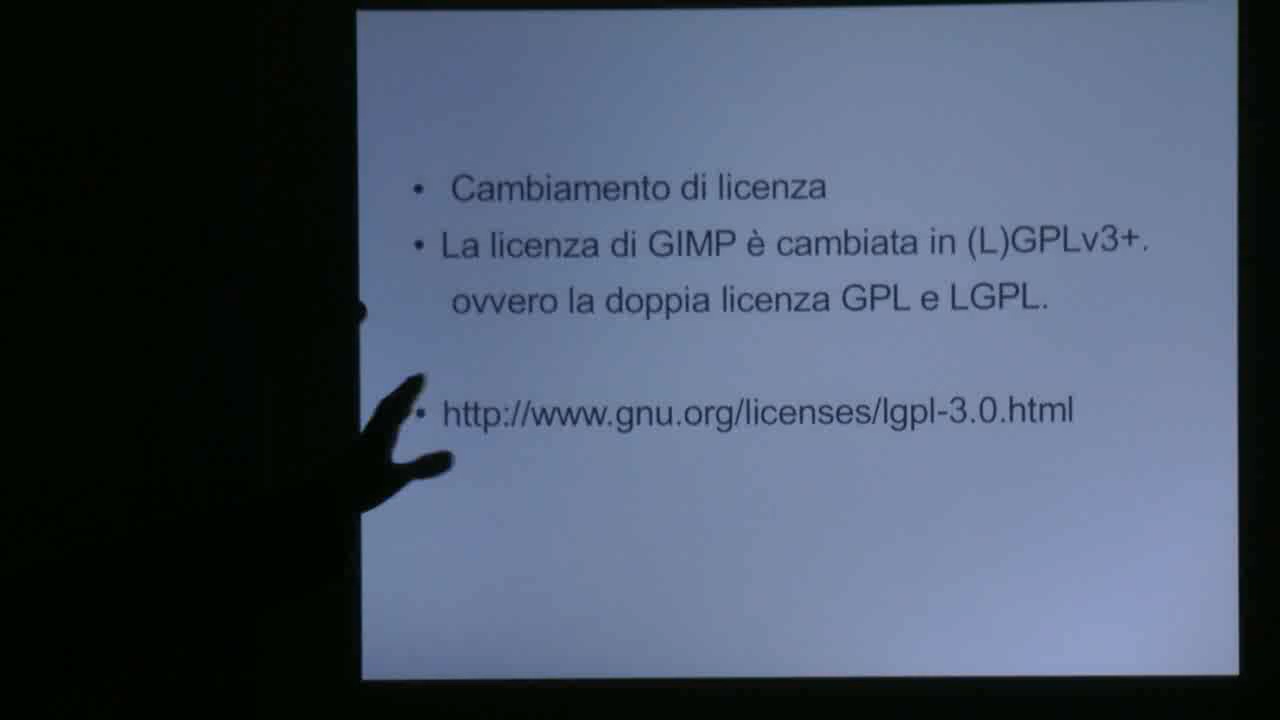 • Cambiamento di licenza
• La licenza di GIMP è cambiata in (L)GPLv3+.
ovvero la doppia licenza GPL e LGPL.
• http://www.gnu.org/licenses/lgpl-3.0.html